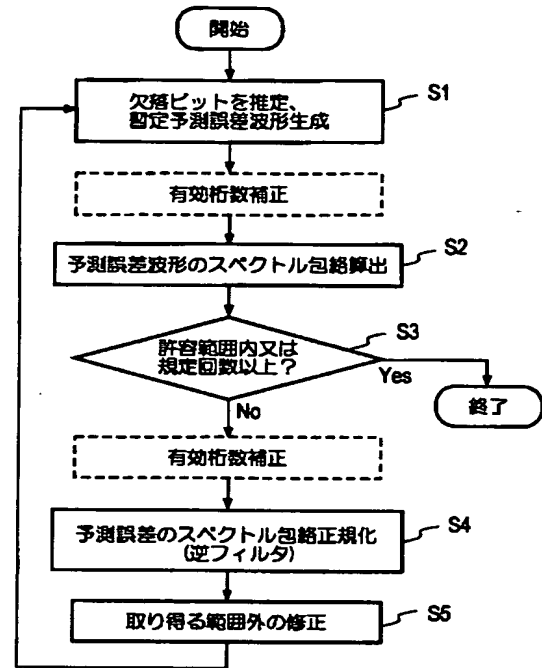 開始
欠落ビットを推定、
暫定予測誤差波形生成
S1
有効桁数補正
予測誤差波形のスペクトル包絡算出
S2
許容範囲内又は
規定回数以上？
S3
Yes
終了
No
有効桁数補正
予測誤差のスペクトル包絡正規化
(逆フィルタ)
S4
取り得る範囲外の修正
S5